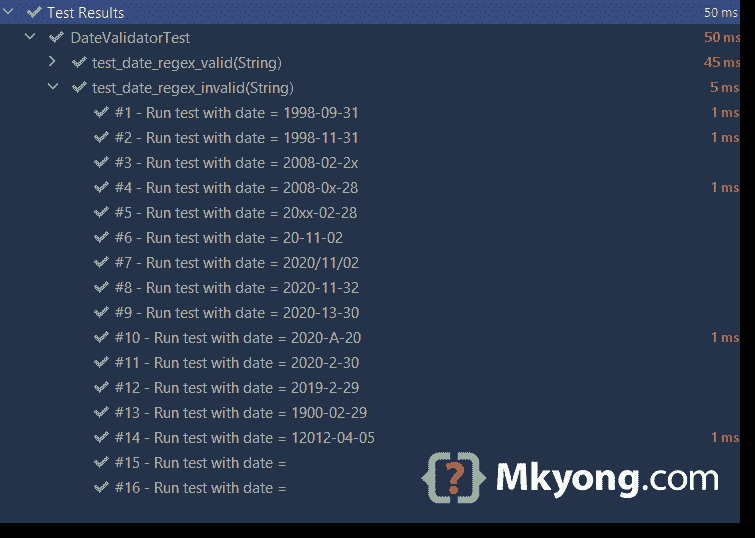 Test Results 50 ms
DateValidatorTest 50 ms
test_date_regex_valid(String) 45 ms
test_date_regex_invalid(String) 5 ms
#1 - Run test with date = 1998-09-31 1 ms
#2 - Run test with date = 1998-11-31 1 ms
#3 - Run test with date = 2008-02-2x
#4 - Run test with date = 2008-0x-28 1 ms
#5 - Run test with date = 20xx-02-28
#6 - Run test with date = 20-11-02
#7 - Run test with date = 2020/11/02
#8 - Run test with date = 2020-11-32
#9 - Run test with date = 2020-13-30
#10 - Run test with date = 2020-A-20 1 ms
#11 - Run test with date = 2020-2-30
#12 - Run test with date = 2019-2-29
#13 - Run test with date = 1900-02-29
#14 - Run test with date = 12012-04-05 1 ms
#15 - Run test with date =
#16 - Run test with date =
{?} Mkyong.com